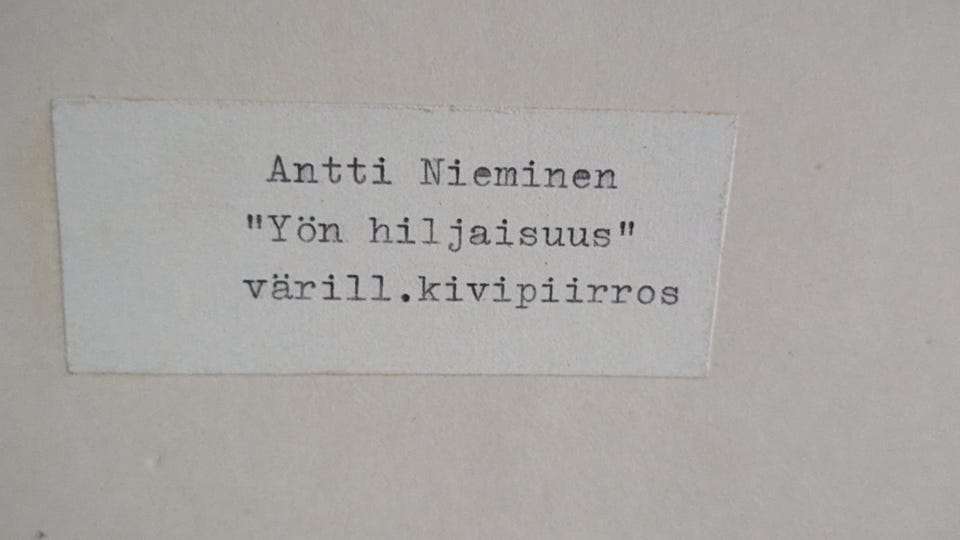 Antti Nieminen
"Yön hiljaisuus"
värill.kivipiirros